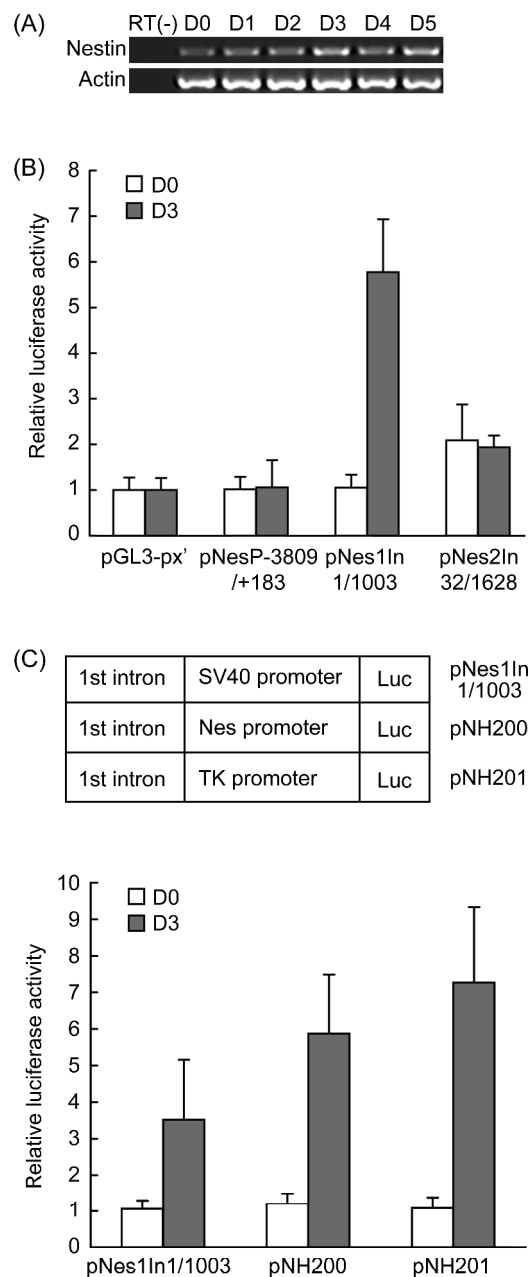 (A)
RT(-) D0 D1 D2 D3 D4 D5
Nestin
Actin
(B)
Relative luciferase activity
8
7
6
5
4
3
2
1
0
D0
D3
pGL3-px’
pNesP-3809
/+183
pNes1In
1/1003
pNes2In
32/1628
(C)
1st intron SV40 promoter Luc pNes1In
1/1003
1st intron Nes promoter Luc pNH200
1st intron TK promoter Luc pNH201
Relative luciferase activity
10
9
8
7
6
5
4
3
2
1
0
D0
D3
pNes1In1/1003 pNH200 pNH201